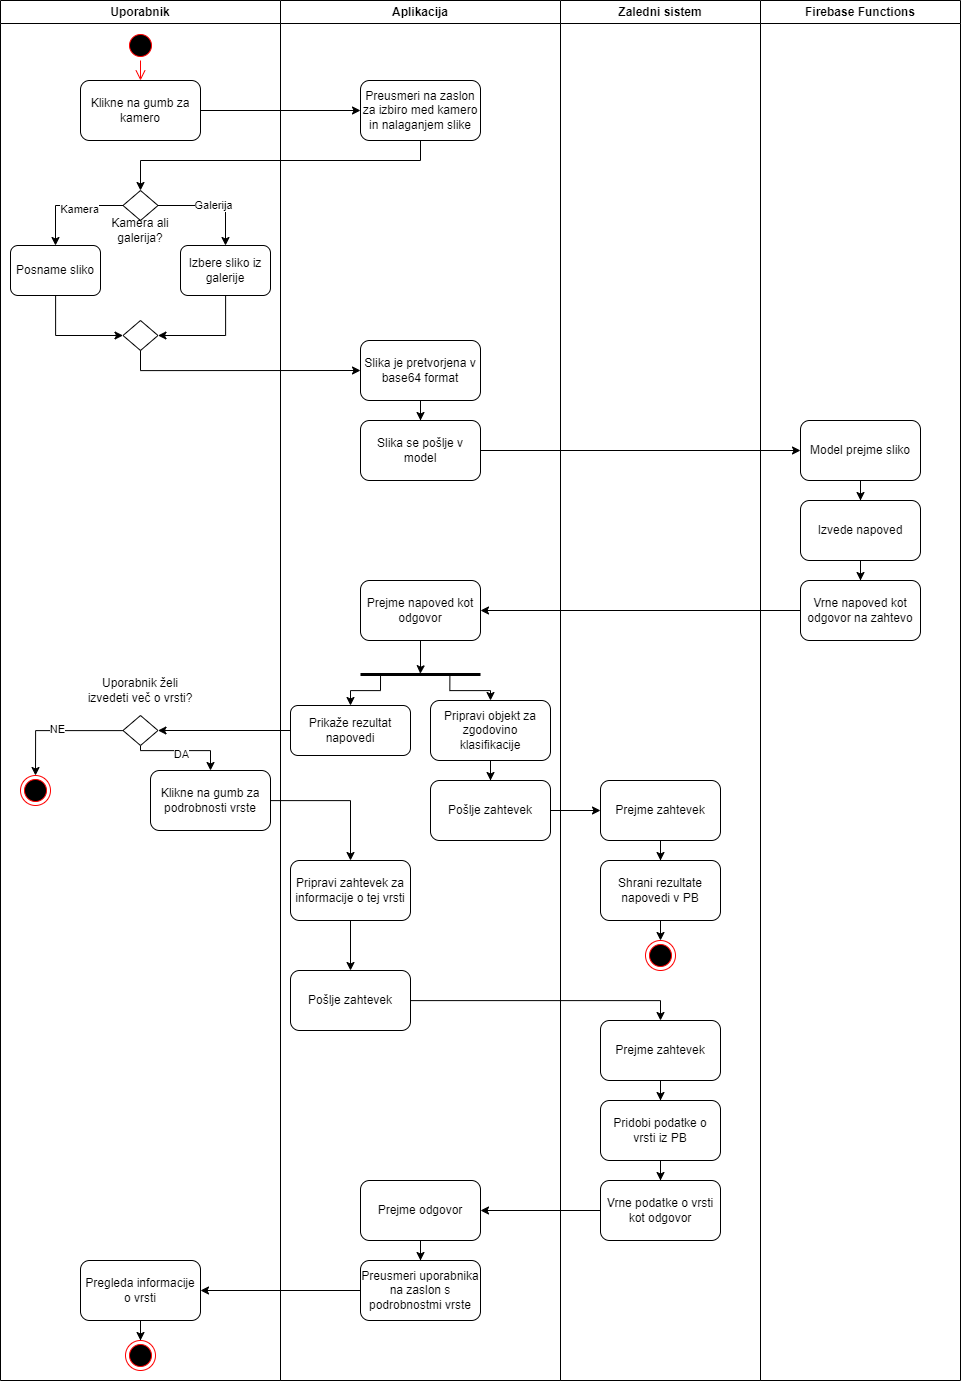 Uporabnik
Aplikacija
Zaledni sistem
Firebase Functions
Klikne na gumb za
kamero
Preusmeri na zaslon
za izbiro med kamero
in nalaganjem slike
Kamera
Galerija
Kamera ali
galerija?
Posname sliko
Izbere sliko iz
galerije
Slika je pretvorjena v
base64 format
Slika se pošlje v
model
Model prejme sliko
Izvede napoved
Vrne napoved kot
odgovor na zahtevo
Prejme napoved kot
odgovor
Uporabnik želi
izvedeti več o vrsti?
Prikaže rezultat
napovedi
Pripravi objekt za
zgodovino
klasifikacije
NE
DA
Klikne na gumb za
podrobnosti vrste
Pošlje zahtevek
Prejme zahtevek
Pripravi zahtevek za
informacije o tej vrsti
Shrani rezultate
napovedi v PB
Pošlje zahtevek
Prejme zahtevek
Pridobi podatke o
vrsti iz PB
Vrne podatke o vrsti
kot odgovor
Prejme odgovor
Preusmeri uporabnika
na zaslon s
podrobnostmi vrste
Pregleda informacije
o vrsti